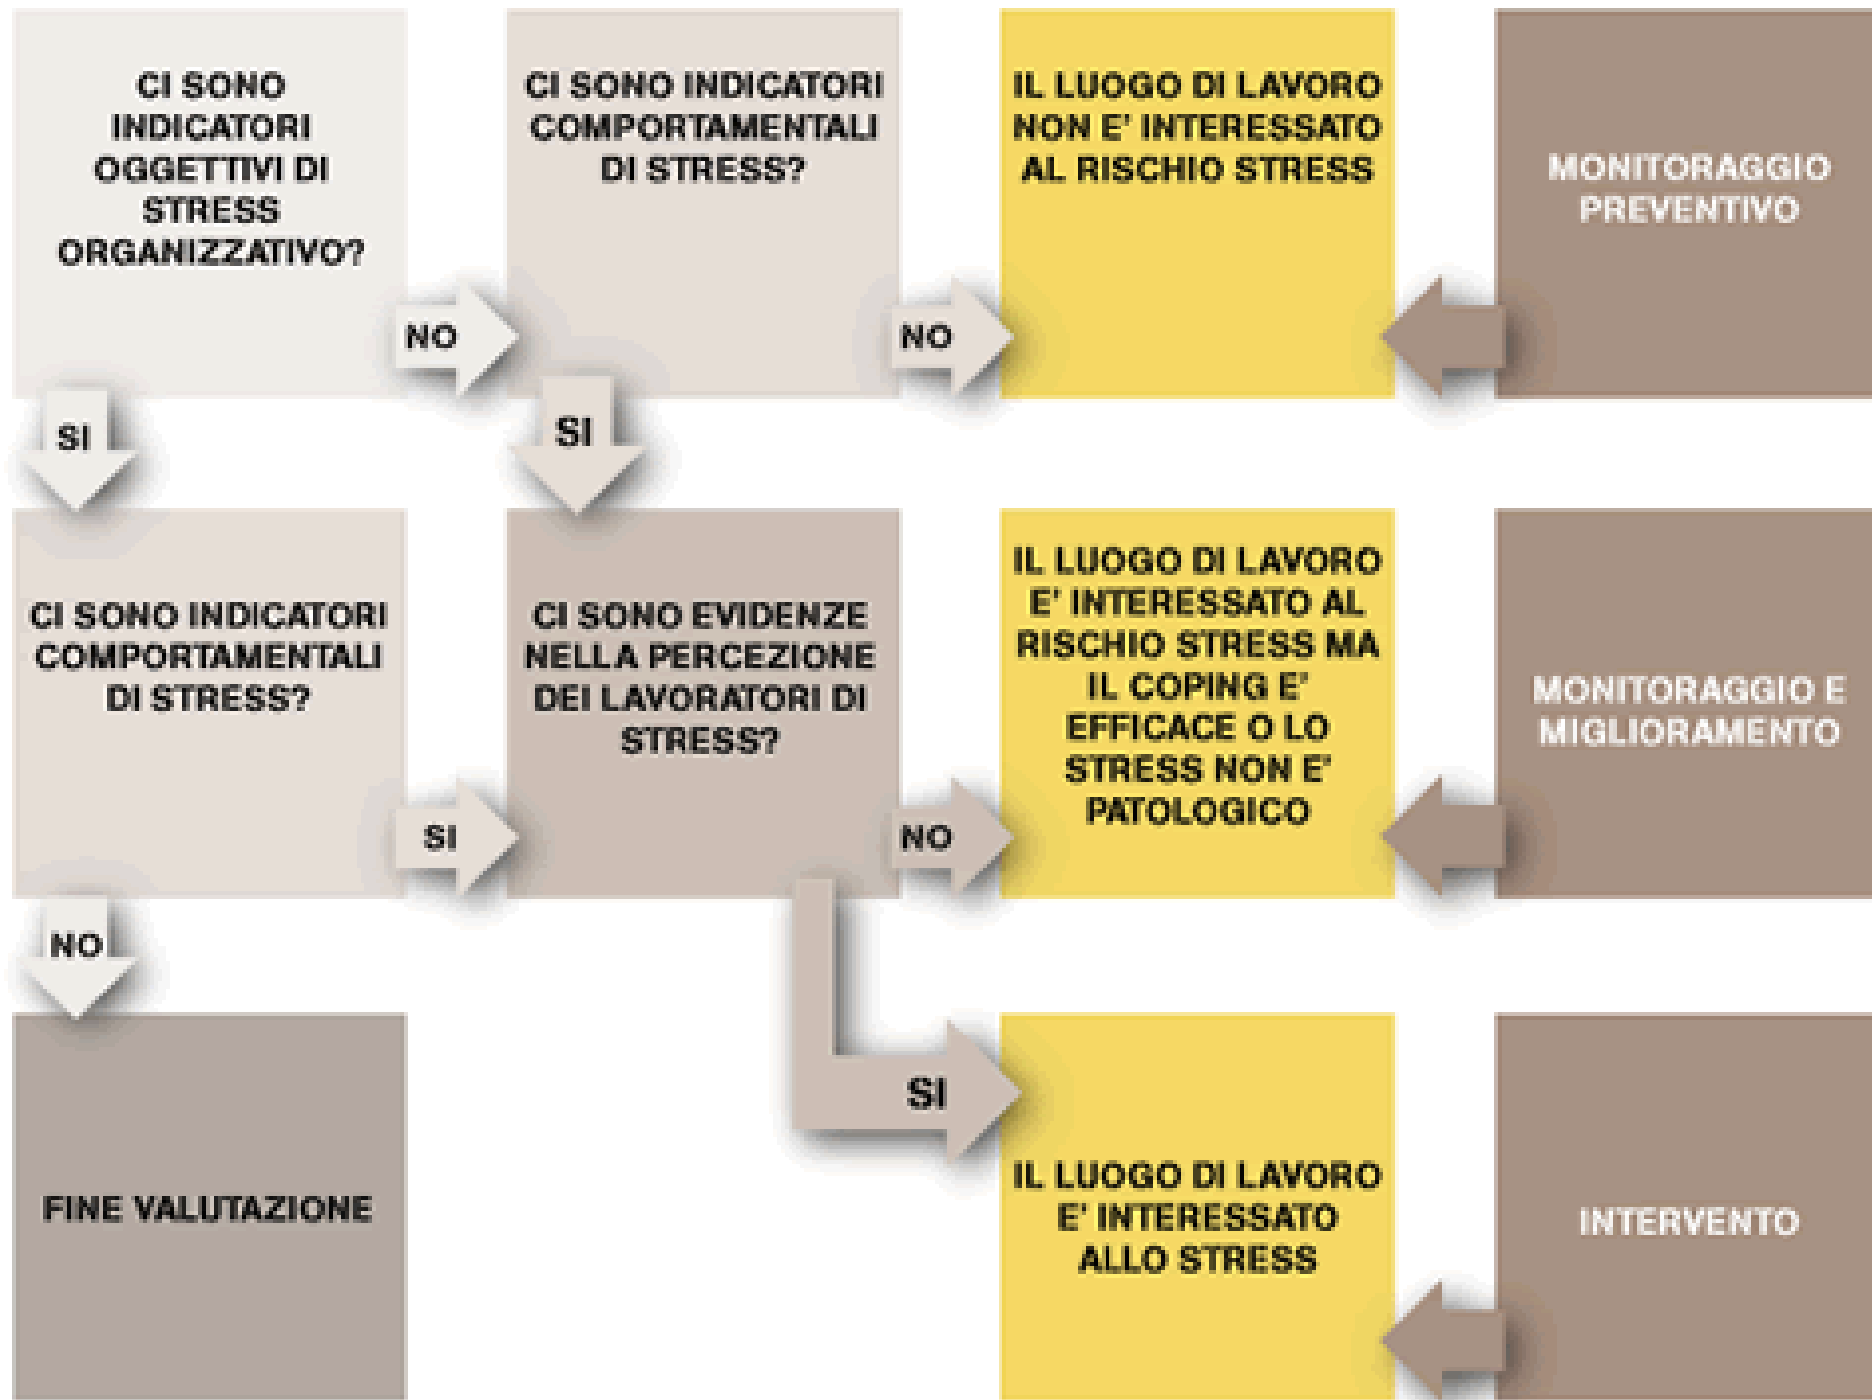 CI SONO
INDICATORI
OGGETTIVI DI
STRESS
ORGANIZZATIVO?
NO
SI
CI SONO INDICATORI
COMPORTAMENTALI
DI STRESS?
NO
SI
IL LUOGO DI LAVORO
NON E' INTERESSATO
AL RISCHIO STRESS
MONITORAGGIO
PREVENTIVO
CI SONO INDICATORI
COMPORTAMENTALI
DI STRESS?
SI
NO
CI SONO EVIDENZE
NELLA PERCEZIONE
DEI LAVORATORI DI
STRESS?
NO
SI
IL LUOGO DI LAVORO
E' INTERESSATO AL
RISCHIO STRESS MA
IL COPING E'
EFFICACE O LO
STRESS NON E'
PATOLOGICO
MONITORAGGIO E
MIGLIORAMENTO
FINE VALUTAZIONE
IL LUOGO DI LAVORO
E' INTERESSATO
ALLO STRESS
INTERVENTO